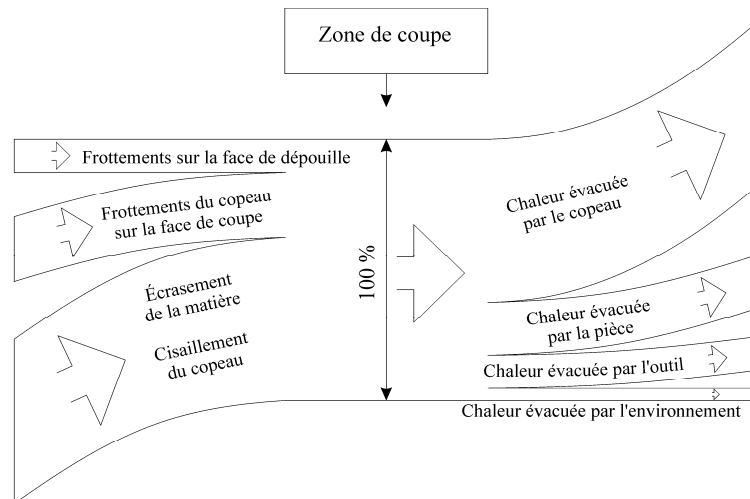 Zone de coupe
Frottements sur la face de dépouille
Frottements du copeau
sur la face de coupe
Écrasement
de la matière
Cisaillement
du copeau
100 %
Chaleur évacuée
par le copeau
Chaleur évacuée
par la pièce
Chaleur évacuée par l'outil
Chaleur évacuée par l'environnement